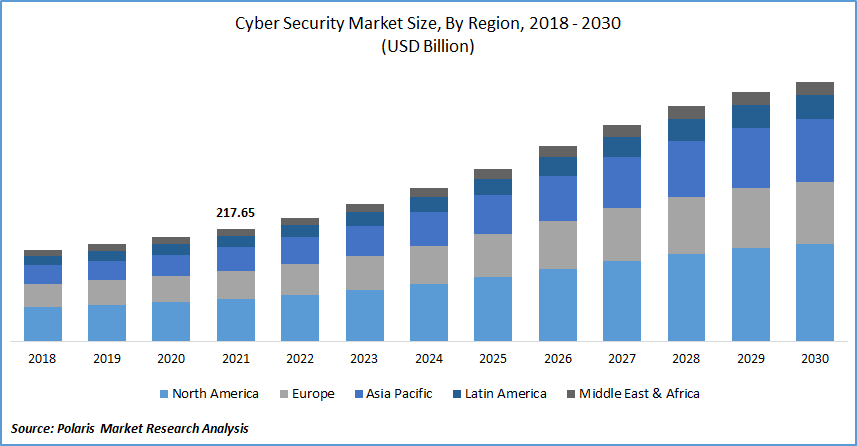 Cyber Security Market Size, By Region, 2018 - 2030
(USD Billion)
217.65
2018 2019 2020 2021 2022 2023 2024 2025 2026 2027 2028 2029 2030
North America Europe Asia Pacific Latin America Middle East & Africa
Source: Polaris Market Research Analysis